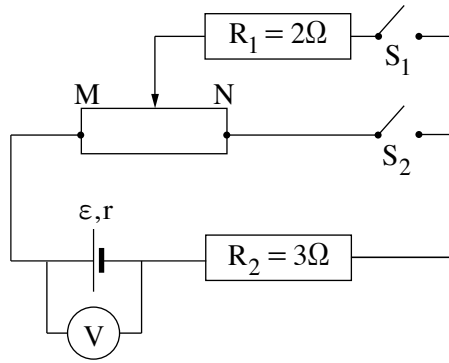 R₁ = 2Ω
S₁
M N
S₂
ε,r
R₂ = 3Ω
V